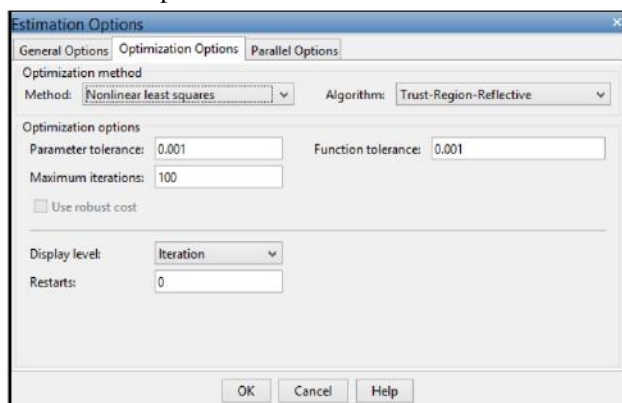 Estimation Options
General Options Optimization Options Parallel Options
Optimization method
Method: Nonlinear least squares Algorithm: Trust-Region-Reflective
Optimization options
Parameter tolerance: 0.001 Function tolerance: 0.001
Maximum iterations: 100
Use robust cost
Display level: Iteration
Restarts: 0
OK Cancel Help